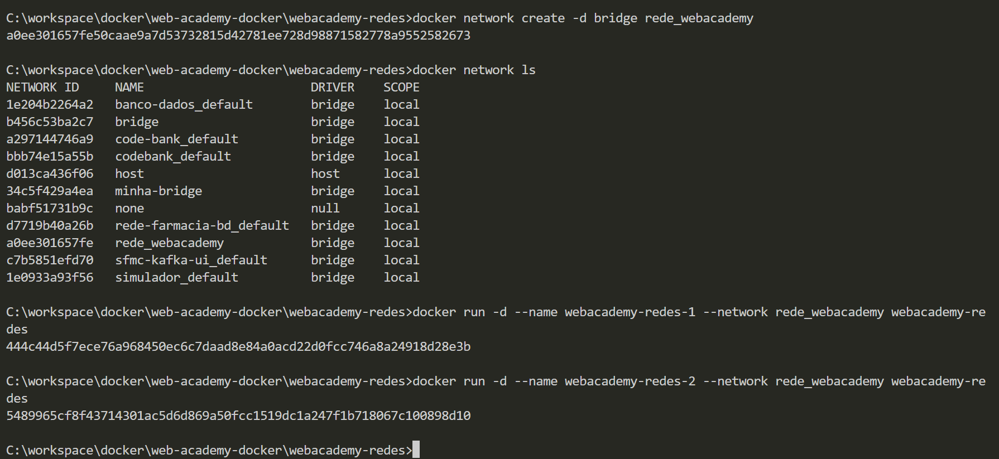 C:\workspace\docker\web-academy-docker\webacademy-redes>docker network create -d bridge rede_webacademy
a0ee301657fe50caae9a7d53732815d42781ee728d98871582778a9552582673
C:\workspace\docker\web-academy-docker\webacademy-redes>docker network ls
NETWORK ID     NAME                       DRIVER    SCOPE
1e204b2264a2   banco-dados_default        bridge    local
b456c53ba2c7   bridge                     bridge    local
a297144746a9   code-bank_default          bridge    local
bbb74e15a55b   codebank_default           bridge    local
d013ca436f06   host                       host      local
34c5f429a4ea   minha-bridge               bridge    local
babf51731b9c   none                       null      local
d7719b40a26b   rede-farmacia-bd_default   bridge    local
a0ee301657fe   rede_webacademy            bridge    local
c7b5851efd70   sfmc-kafka-ui_default      bridge    local
1e0933a93f56   simulador_default          bridge    local
C:\workspace\docker\web-academy-docker\webacademy-redes>docker run -d --name webacademy-redes-1 --network rede_webacademy webacademy-re
des
444c44d5f7ece76a968450ec6c7daad8e84a0acd22d0fcc746a8a24918d28e3b
C:\workspace\docker\web-academy-docker\webacademy-redes>docker run -d --name webacademy-redes-2 --network rede_webacademy webacademy-re
des
5489965cf8f43714301ac5d6d869a50fcc1519dc1a247f1b718067c100898d10
C:\workspace\docker\web-academy-docker\webacademy-redes>